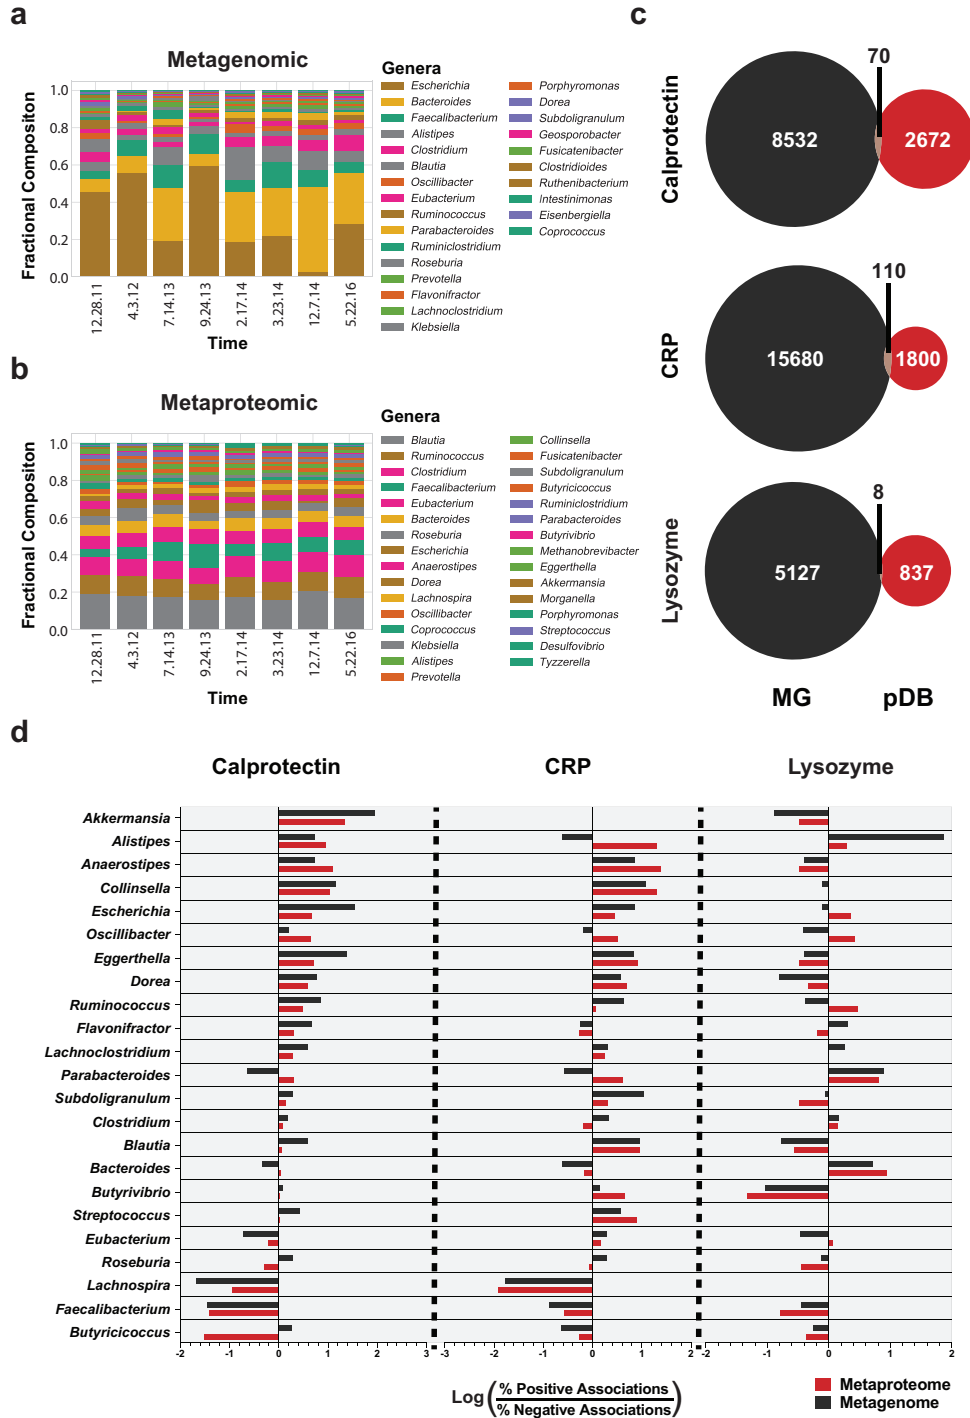 a
Metagenomic
Fractional Compositon
1.0
0.8
0.6
0.4
0.2
0.0
12.28.11
4.3.12
7.14.13
9.24.13
2.17.14
3.23.14
12.7.14
5.22.16
Time
Genera
Escherichia
Bacteroides
Faecalibacterium
Alistipes
Clostridium
Blautia
Oscillibacter
Eubacterium
Ruminococcus
Parabacteroides
Ruminiclostridium
Roseburia
Prevotella
Flavonifractor
Lachnoclostridium
Klebsiella
Porphyromonas
Dorea
Subdoligranulum
Geosporobacter
Fusicatenibacter
Clostridioides
Ruthenibacterium
Intestinimonas
Eisenbergiella
Coprococcus
b
Metaproteomic
Fractional Compositon
1.0
0.8
0.6
0.4
0.2
0.0
12.28.11
4.3.12
7.14.13
9.24.13
2.17.14
3.23.14
12.7.14
5.22.16
Time
Genera
Blautia
Ruminococcus
Clostridium
Faecalibacterium
Eubacterium
Bacteroides
Roseburia
Escherichia
Anaerostipes
Dorea
Lachnospira
Oscillibacter
Coprococcus
Klebsiella
Alistipes
Prevotella
Collinsella
Fusicatenibacter
Subdoligranulum
Butyricicoccus
Ruminiclostridium
Parabacteroides
Butyrivibrio
Methanobrevibacter
Eggerthella
Akkermansia
Morganella
Porphyromonas
Streptococcus
Desulfovibrio
Tyzzerella
c
Calprotectin
70
8532
2672
CRP
110
15680
1800
Lysozyme
8
5127
837
MG
pDB
d
Calprotectin
CRP
Lysozyme
Akkermansia
Alistipes
Anaerostipes
Collinsella
Escherichia
Oscillibacter
Eggerthella
Dorea
Ruminococcus
Flavonifractor
Lachnoclostridium
Parabacteroides
Subdoligranulum
Clostridium
Blautia
Bacteroides
Butyrivibrio
Streptococcus
Eubacterium
Roseburia
Lachnospira
Faecalibacterium
Butyricicoccus
-2 -1 0 1 2 3
-3 -2 -1 0 1 2
-2 -1 0 1 2
Log ( % Positive Associations
% Negative Associations )
Metaproteome
Metagenome